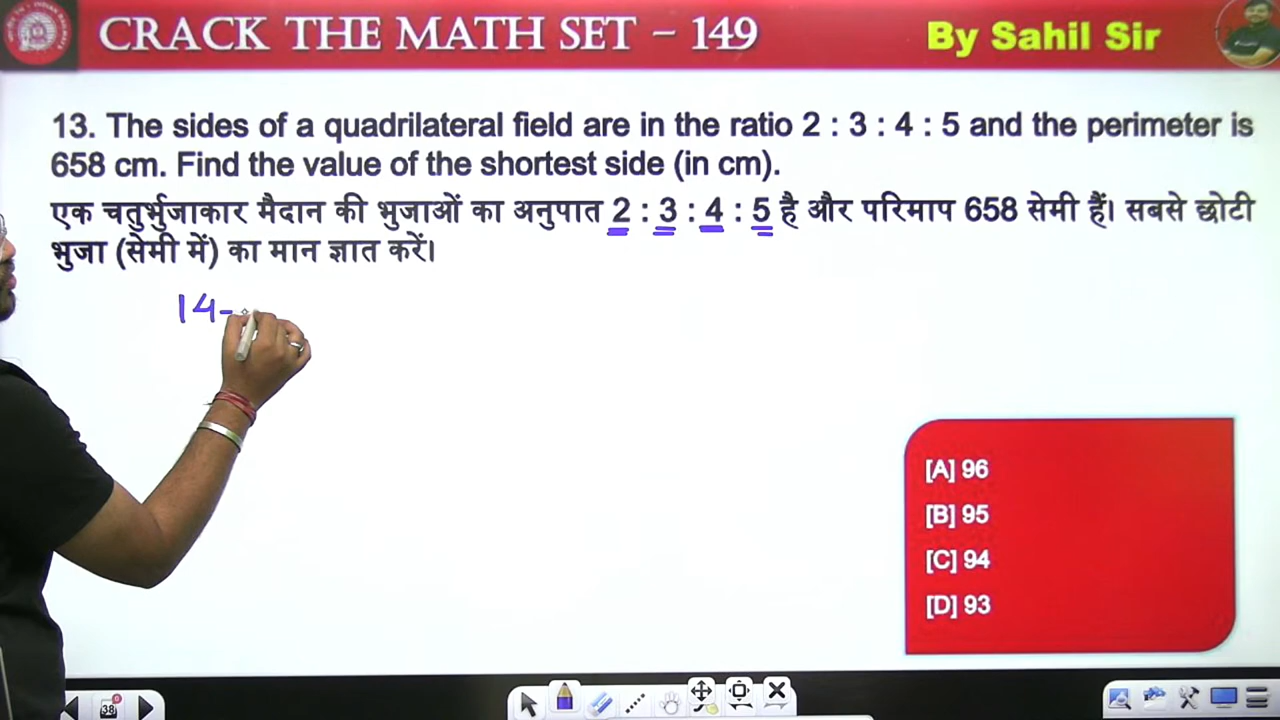 CRACK THE MATH SET – 149
By Sahil Sir
13. The sides of a quadrilateral field are in the ratio 2 : 3 : 4 : 5 and the perimeter is
658 cm. Find the value of the shortest side (in cm).
एक चतुर्भुजाकार मैदान की भुजाओं का अनुपात 2 : 3 : 4 : 5 है और परिमाप 658 सेमी हैं। सबसे छोटी
भुजा (सेमी में) का मान ज्ञात करें।
14-
[A] 96
[B] 95
[C] 94
[D] 93
38